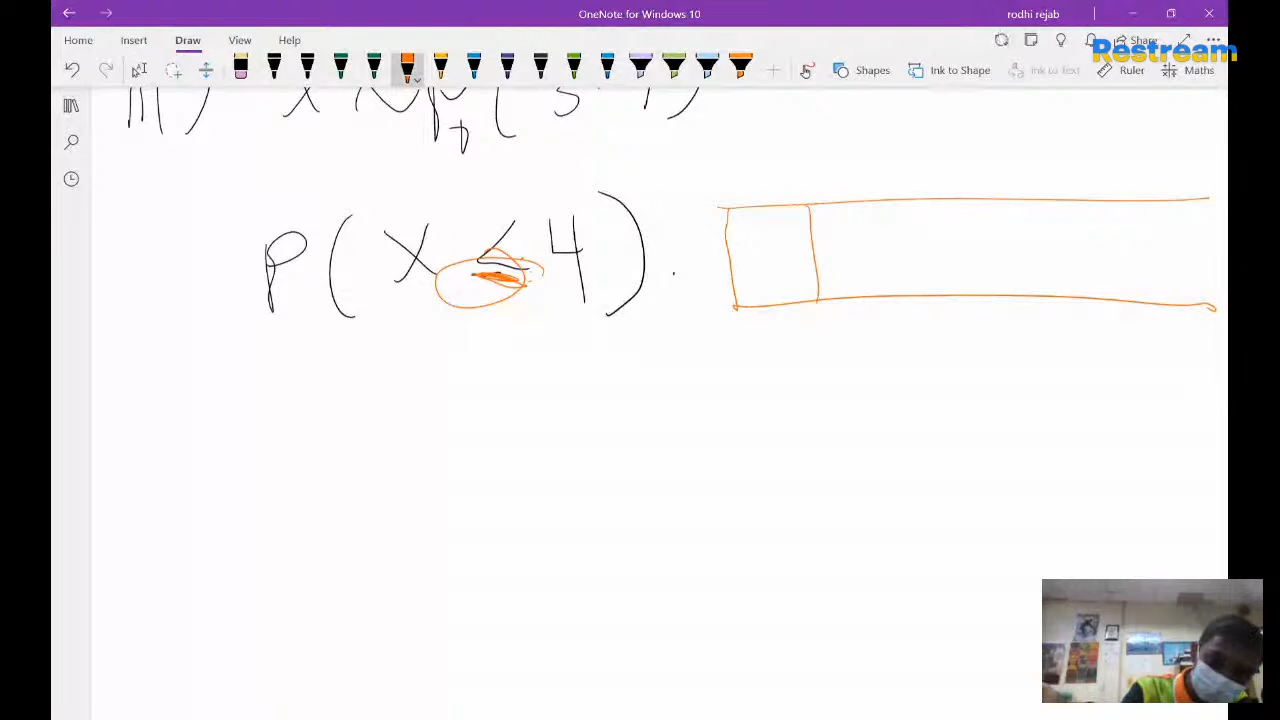 OneNote for Windows 10
rodhi rejab
Home Insert Draw View Help
Share
Restream
Shapes Ink to Shape Ink to Text Ruler Maths
P(X ≤ 4)